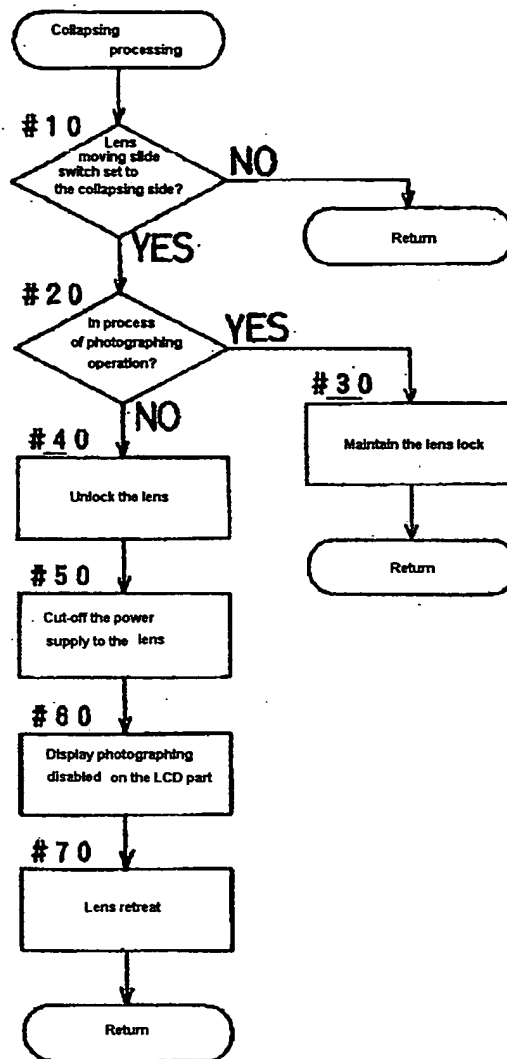 Collapsing
processing
#10
Lens
moving slide
switch set to
the collapsing side?
NO
Return
YES
#20
In process
of photographing
operation?
YES
#30
Maintain the lens lock
Return
NO
#40
Unlock the lens
#50
Cut-off the power
supply to the lens
#60
Display photographing
disabled on the LCD part
#70
Lens retreat
Return